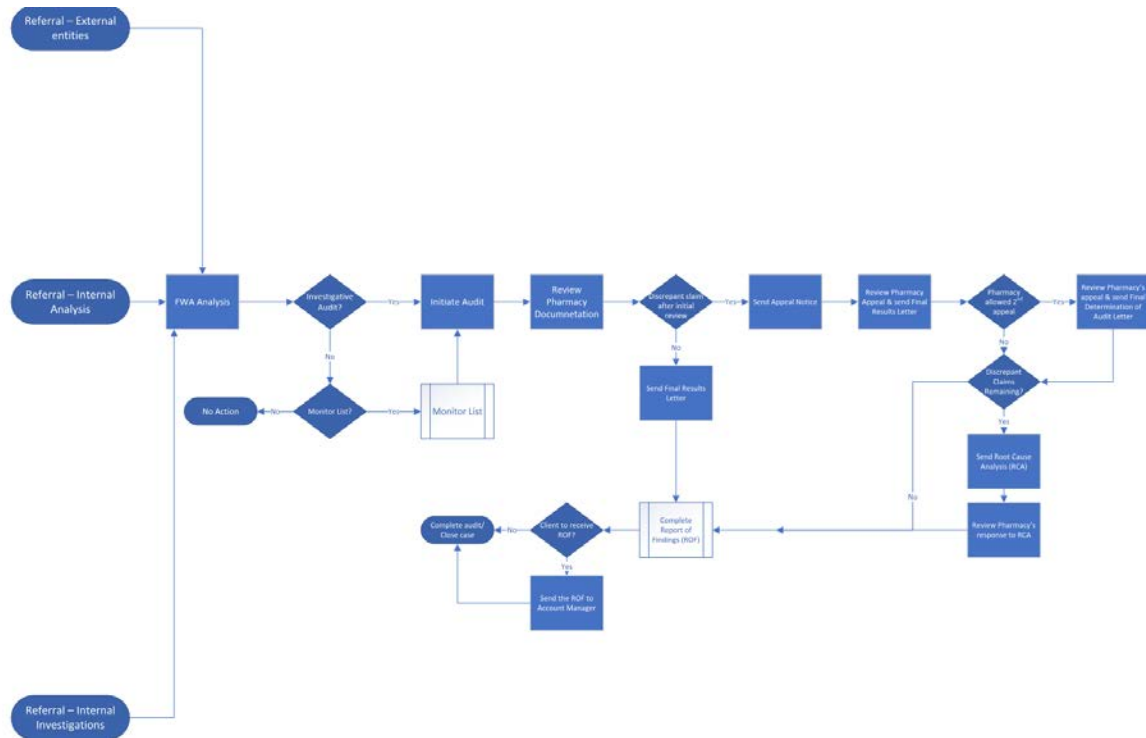 Referral – External
entities
Referral – Internal
Analysis
FWA Analysis
Investigative
Audit?
Yes
Initiate Audit
Review
Pharmacy
Documnetation
Discrepant claim
after initial
review
Yes
Send Appeal Notice
Review Pharmacy
Appeal & send Final
Results Letter
Pharmacy
allowed 2nd
appeal
Yes
Review Pharmacy's
appeal & send Final
Determination of
Audit Letter
No
No
No
No Action
No
Monitor List?
Yes
Monitor List
Send Final Results
Letter
Discrepant
Claims
Remaining?
Yes
Send Root Cause
Analysis (RCA)
No
Complete audit/
Close case
No
Client to receive
ROF?
Complete
Report of
Findings (ROF)
Review Pharmacy's
response to RCA
Yes
Send the ROF to
Account Manager
Referral – Internal
Investigations